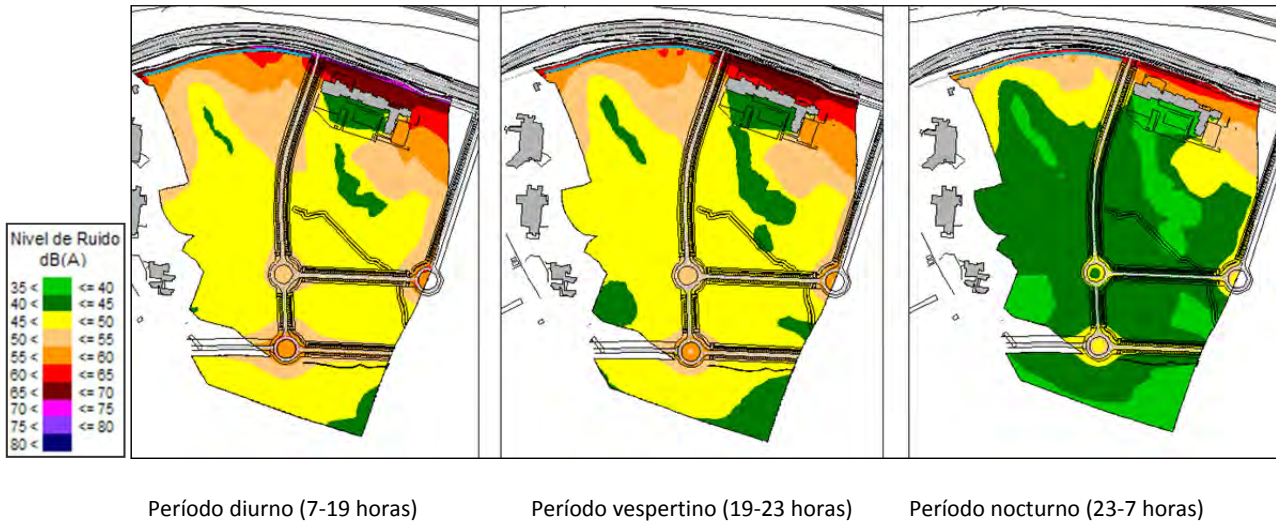 Nivel de Ruido
dB(A)
35 < <= 40
40 < <= 45
45 < <= 50
50 < <= 55
55 < <= 60
60 < <= 65
65 < <= 70
70 < <= 75
75 < <= 80
80 <
Período diurno (7-19 horas)
Período vespertino (19-23 horas)
Período nocturno (23-7 horas)